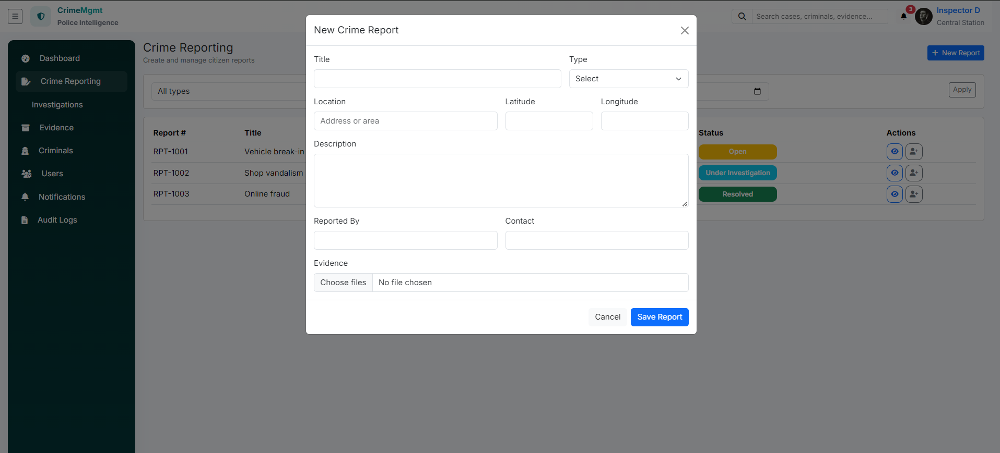 CrimeMgmt
Police Intelligence
Search cases, criminals, evidence...
3
Inspector D
Central Station
Dashboard
Crime Reporting
Investigations
Evidence
Criminals
Users
Notifications
Audit Logs
Crime Reporting
Create and manage citizen reports
+ New Report
All types
Apply
Report # Title Status Actions
RPT-1001 Vehicle break-in Open
RPT-1002 Shop vandalism Under Investigation
RPT-1003 Online fraud Resolved
New Crime Report
Title Type
Select
Location Latitude Longitude
Address or area
Description
Reported By Contact
Evidence
Choose files No file chosen
Cancel Save Report